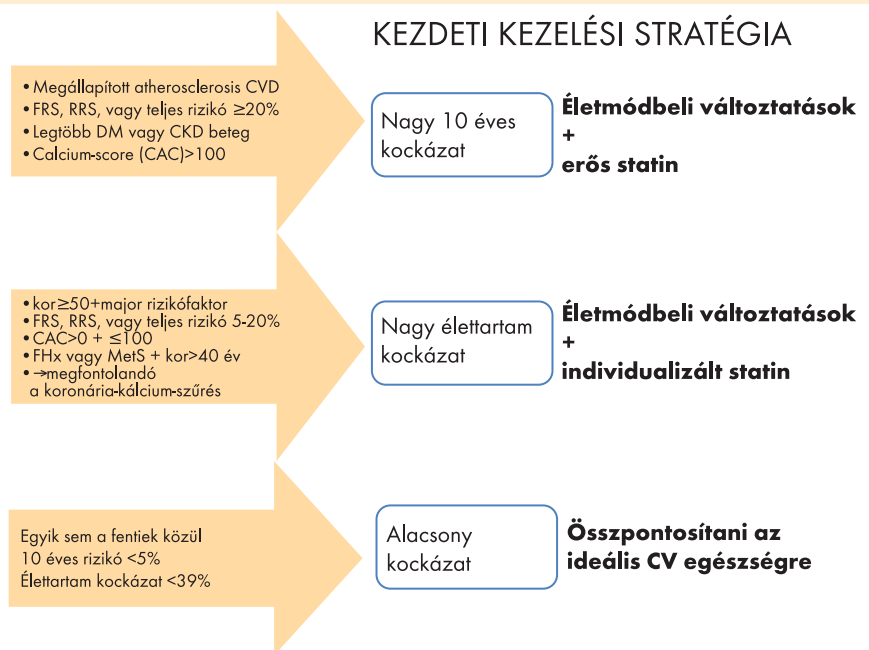 KEZDETI KEZELÉSI STRATÉGIA
• Megállapított atherosclerosis CVD
• FRS, RRS, vagy teljes rizikó ≥20%
• Legtöbb DM vagy CKD beteg
• Calcium-score (CAC)>100
Nagy 10 éves
kockázat
Életmódbeli változtatások
+
erős statin
• kor≥50+major rizikófaktor
• FRS, RRS, vagy teljes rizikó 5-20%
• CAC>0 + ≤100
• FHx vagy MetS + kor>40 év
• →megfontolandó
a koronária-kálcium-szűrés
Nagy élettartam
kockázat
Életmódbeli változtatások
+
individualizált statin
Egyik sem a fentiek közül
10 éves rizikó <5%
Élettartam kockázat <39%
Alacsony
kockázat
Összpontosítani az
ideális CV egészségre